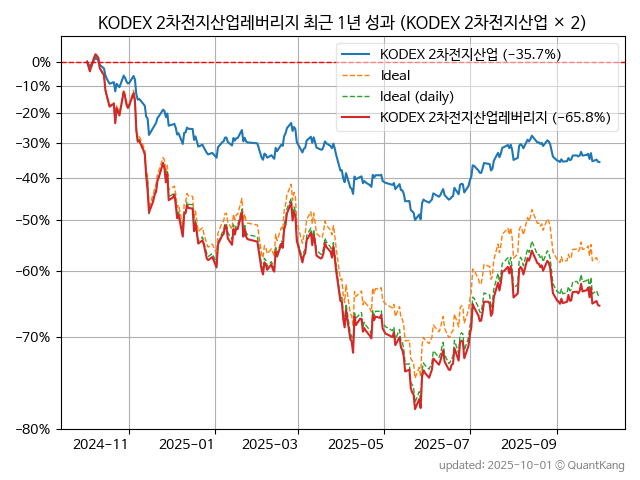 KODEX 2차전지산업레버리지 최근 1년 성과 (KODEX 2차전지산업 × 2)
KODEX 2차전지산업 (−35.7%)
Ideal
Ideal (daily)
KODEX 2차전지산업레버리지 (−65.8%)
0%
−10%
−20%
−30%
−40%
−50%
−60%
−70%
−80%
2024−11
2025−01
2025−03
2025−05
2025−07
2025−09
updated: 2025-10-01 © QuantKang